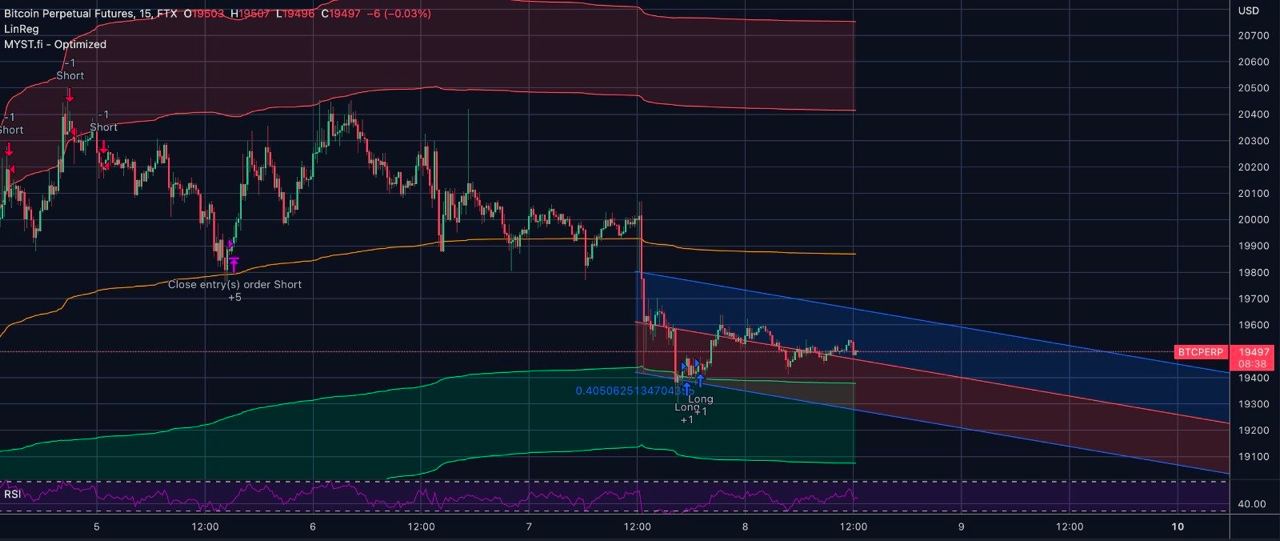 Bitcoin Perpetual Futures, 15, FTX O19503 H19507 L19496 C19497 −6 (−0.03%)
LinReg
MYST.fi - Optimized
USD
20700
20600
20500
20400
20300
20200
20100
20000
19900
19800
19700
19600
BTCPERP 19497
08:38
19400
19300
19200
19100
40.00
-1
Short
-1
Short
-1
Short
Close entry(s) order Short
+5
Long
+1
Long
+1
RSI
5 12:00 6 12:00 7 12:00 8 12:00 9 12:00 10